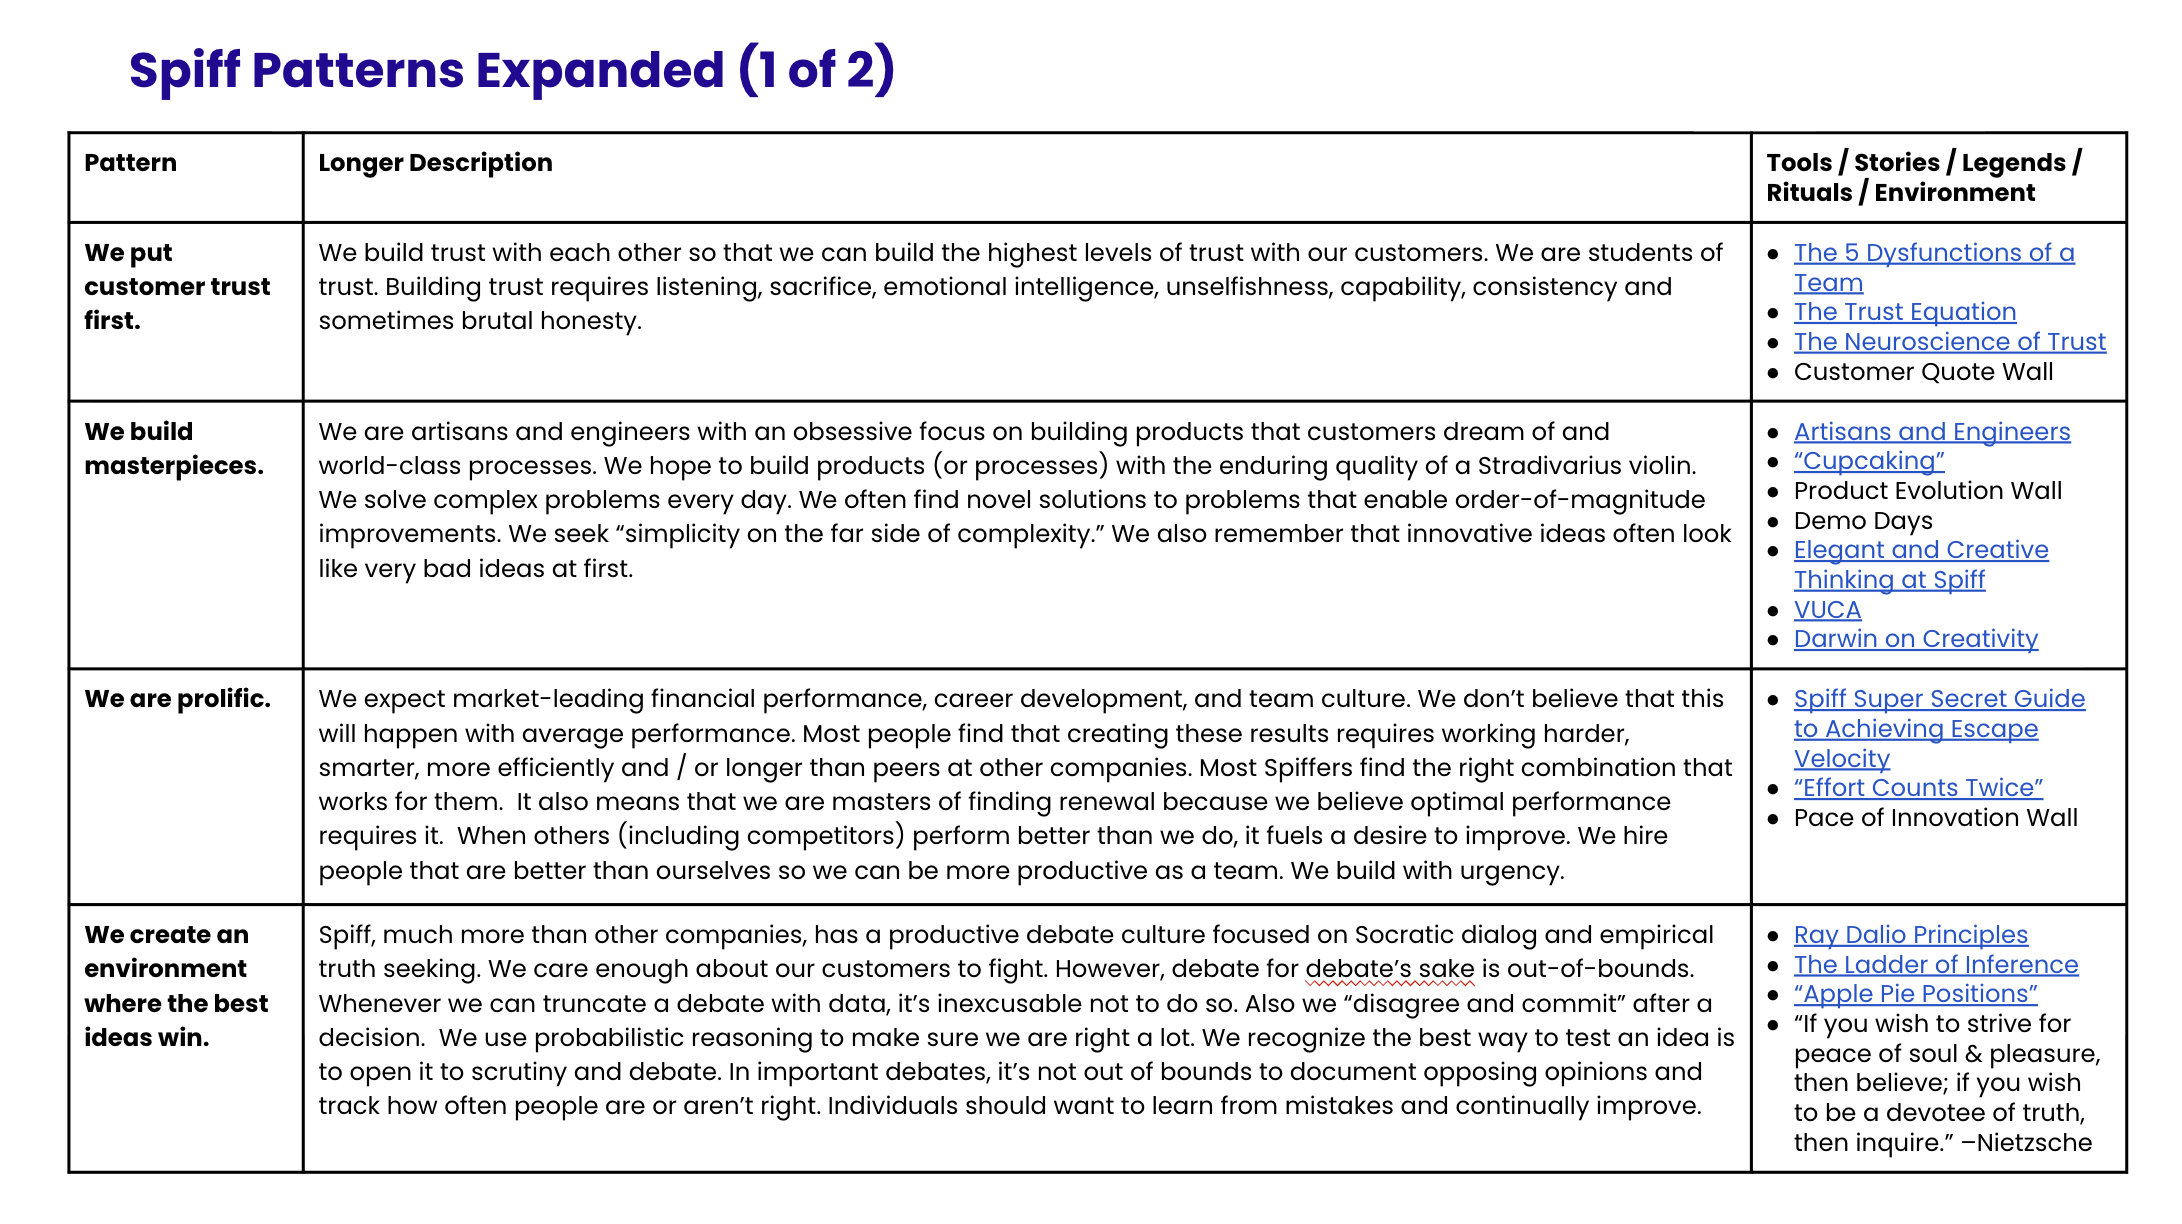 Spiff Patterns Expanded (1 of 2)
Pattern
Longer Description
Tools / Stories / Legends /
Rituals / Environment
We put
customer trust
first.
We build trust with each other so that we can build the highest levels of trust with our customers. We are students of
trust. Building trust requires listening, sacrifice, emotional intelligence, unselfishness, capability, consistency and
sometimes brutal honesty.
● The 5 Dysfunctions of a
Team
● The Trust Equation
● The Neuroscience of Trust
● Customer Quote Wall
We build
masterpieces.
We are artisans and engineers with an obsessive focus on building products that customers dream of and
world-class processes. We hope to build products (or processes) with the enduring quality of a Stradivarius violin.
We solve complex problems every day. We often find novel solutions to problems that enable order-of-magnitude
improvements. We seek “simplicity on the far side of complexity.” We also remember that innovative ideas often look
like very bad ideas at first.
● Artisans and Engineers
● “Cupcaking”
● Product Evolution Wall
● Demo Days
● Elegant and Creative
Thinking at Spiff
● VUCA
● Darwin on Creativity
We are prolific.
We expect market-leading financial performance, career development, and team culture. We don’t believe that this
will happen with average performance. Most people find that creating these results requires working harder,
smarter, more efficiently and / or longer than peers at other companies. Most Spiffers find the right combination that
works for them.  It also means that we are masters of finding renewal because we believe optimal performance
requires it.  When others (including competitors) perform better than we do, it fuels a desire to improve. We hire
people that are better than ourselves so we can be more productive as a team. We build with urgency.
● Spiff Super Secret Guide
to Achieving Escape
Velocity
● “Effort Counts Twice”
● Pace of Innovation Wall
We create an
environment
where the best
ideas win.
Spiff, much more than other companies, has a productive debate culture focused on Socratic dialog and empirical
truth seeking. We care enough about our customers to fight. However, debate for debate’s sake is out-of-bounds.
Whenever we can truncate a debate with data, it’s inexcusable not to do so. Also we “disagree and commit” after a
decision.  We use probabilistic reasoning to make sure we are right a lot. We recognize the best way to test an idea is
to open it to scrutiny and debate. In important debates, it’s not out of bounds to document opposing opinions and
track how often people are or aren’t right. Individuals should want to learn from mistakes and continually improve.
● Ray Dalio Principles
● The Ladder of Inference
● “Apple Pie Positions”
● “If you wish to strive for
peace of soul & pleasure,
then believe; if you wish
to be a devotee of truth,
then inquire.” –Nietzsche